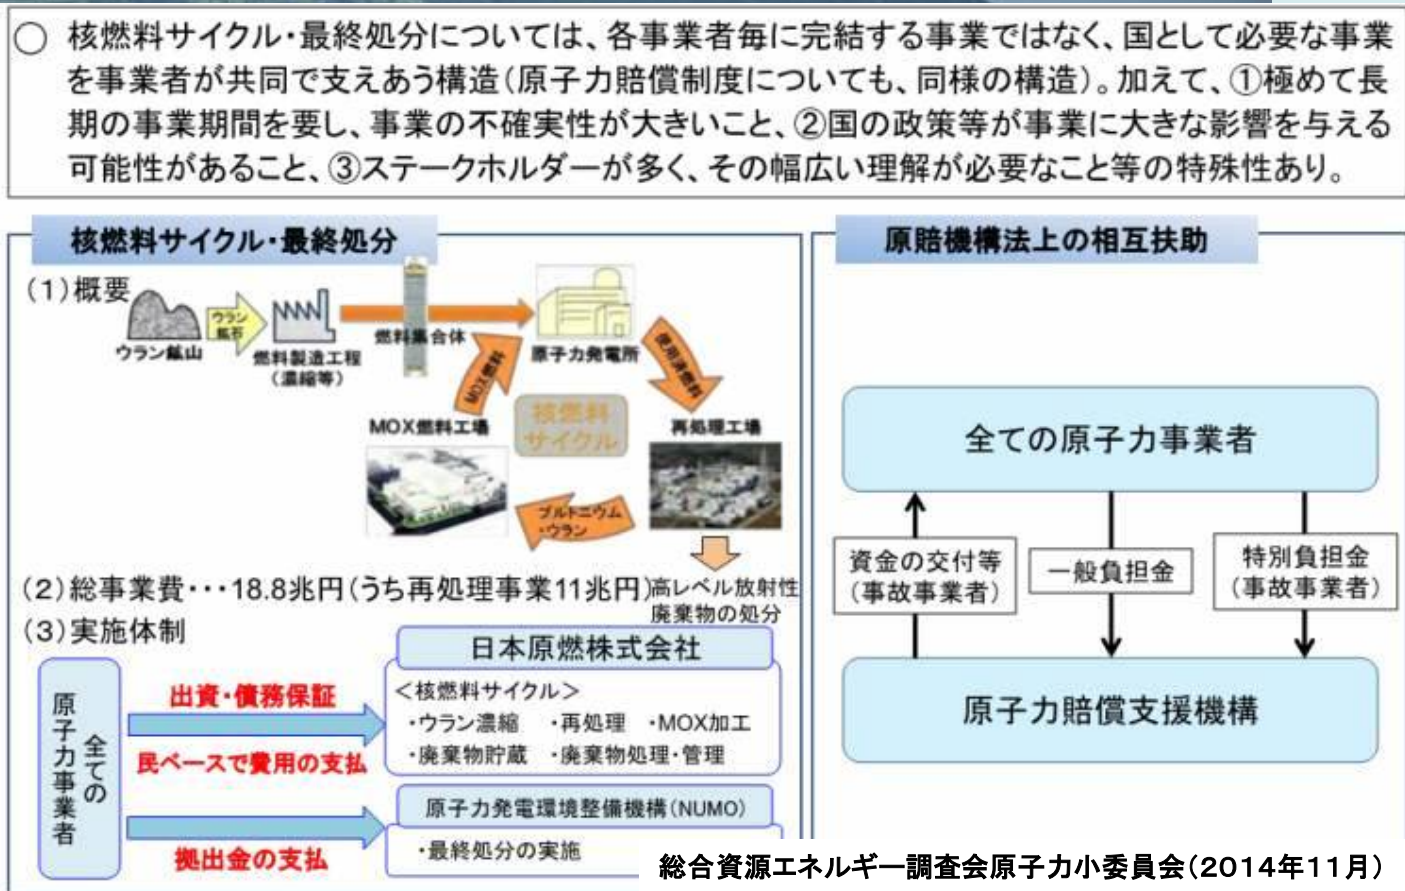 ○ 核燃料サイクル・最終処分については、各事業者毎に完結する事業ではなく、国として必要な事業
を事業者が共同で支えあう構造(原子力賠償制度についても、同様の構造)。加えて、①極めて長
期の事業期間を要し、事業の不確実性が大きいこと、②国の政策等が事業に大きな影響を与える
可能性があること、③ステークホルダーが多く、その幅広い理解が必要なこと等の特殊性あり。
核燃料サイクル・最終処分
(1)概要
ウラン鉱山
ウラン
鉱石
燃料製造工程
(濃縮等)
燃料集合体
原子力発電所
使用済燃料
MOX燃料
核燃料
サイクル
MOX燃料工場
再処理工場
プルトニウム
・ウラン
高レベル放射性
廃棄物の処分
(2)総事業費・・・18.8兆円(うち再処理事業11兆円)
(3)実施体制
全ての
原子力事業者
出資・債務保証
民ベースで費用の支払
拠出金の支払
日本原燃株式会社
<核燃料サイクル>
・ウラン濃縮 ・再処理 ・MOX加工
・廃棄物貯蔵 ・廃棄物処理・管理
原子力発電環境整備機構(NUMO)
・最終処分の実施
原賠機構法上の相互扶助
全ての原子力事業者
資金の交付等
(事故事業者)
一般負担金
特別負担金
(事故事業者)
原子力賠償支援機構
総合資源エネルギー調査会原子力小委員会(2014年11月)